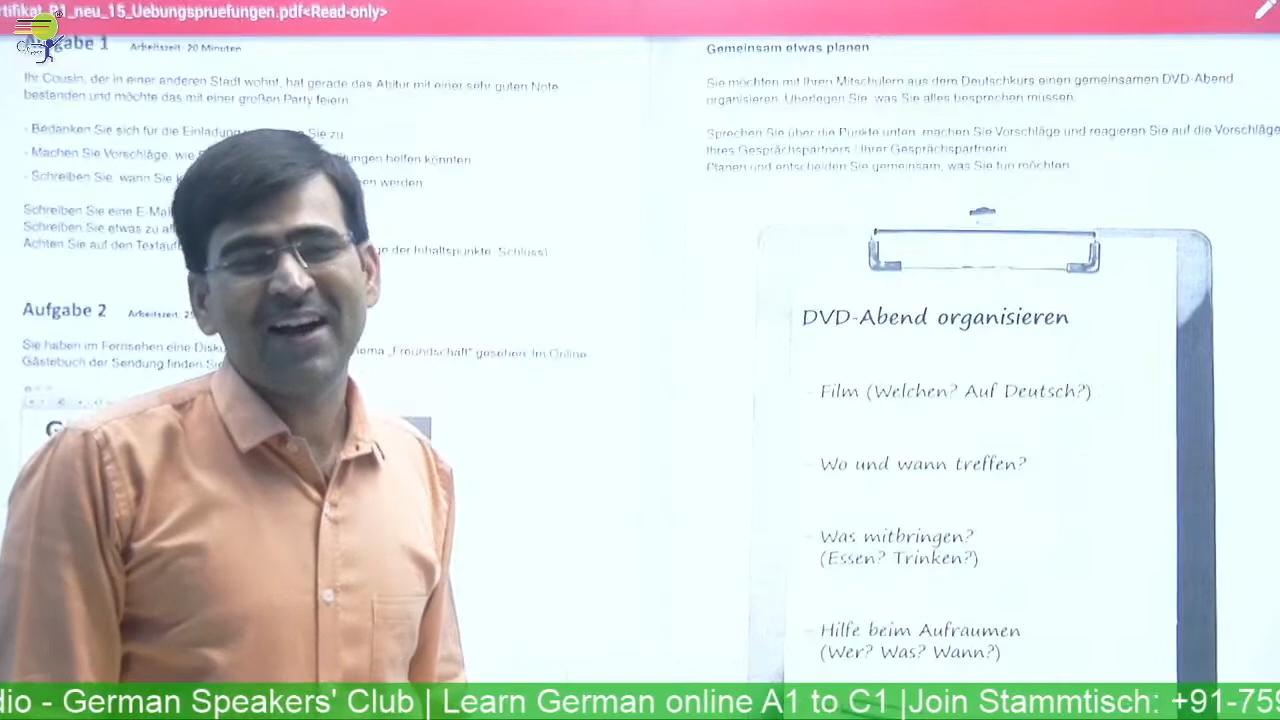 rtifikat_B1_neu_15_Uebungspruefungen.pdf<Read-only>
Aufgabe 1 Arbeitszeit: 20 Minuten
Ihr Cousin, der in einer anderen Stadt wohnt, hat gerade das Abitur mit einer sehr guten Note
bestanden und möchte das mit einer großen Party feiern.
- Bedanken Sie sich für die Einladung Sie zu.
- Machen Sie Vorschläge, wie helfen könnten.
- Schreiben Sie, wann Sie werden.
Schreiben Sie eine E-Mail
Schreiben Sie etwas zu
Achten Sie auf den der Inhaltspunkte, Schluss)
Aufgabe 2 Arbeitszeit:
Sie haben im Fernsehen eine „Freundschaft" gesehen. Im Online
Gästebuch der Sendung finden
G
Gemeinsam etwas planen
Sie möchten mit Ihren Mitschülern aus dem Deutschkurs einen gemeinsamen DVD-Abend
organisieren. Überlegen Sie, was Sie alles besprechen müssen.
Sprechen Sie über die Punkte unten, machen Sie Vorschläge und reagieren Sie auf die Vorschläge
Ihres Gesprächspartners / Ihrer Gesprächspartnerin.
Planen und entscheiden Sie gemeinsam, was Sie tun möchten.
DVD-Abend organisieren
- Film (Welchen? Auf Deutsch?)
- Wo und wann treffen?
- Was mitbringen?
(Essen? Trinken?)
- Hilfe beim Aufräumen
(Wer? Was? Wann?)
dio - German Speakers' Club | Learn German online A1 to C1 |Join Stammtisch: +91-759